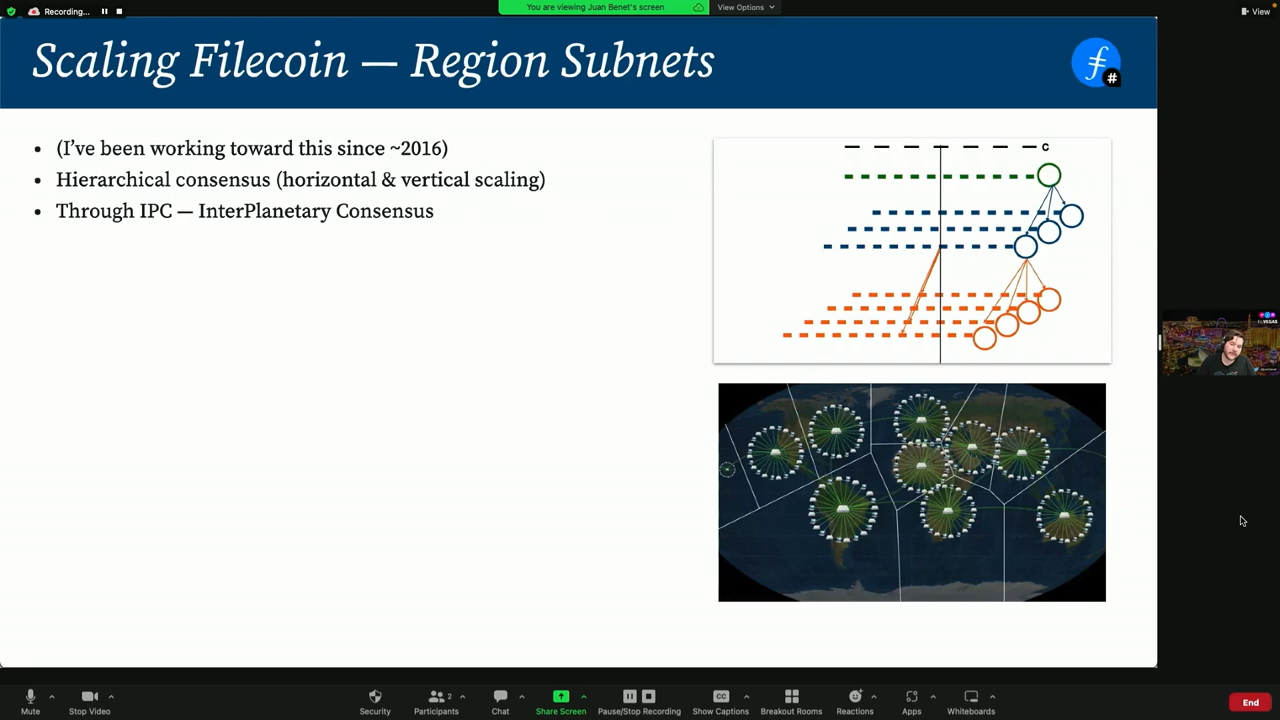 Recording...
You are viewing Juan Benet's screen
View Options
View
Scaling Filecoin — Region Subnets
#
• (I've been working toward this since ~2016)
• Hierarchical consensus (horizontal & vertical scaling)
• Through IPC — InterPlanetary Consensus
C
Mute
Stop Video
Security
Participants
2
Chat
Share Screen
Pause/Stop Recording
CC
Show Captions
Breakout Rooms
Reactions
Apps
Whiteboards
End